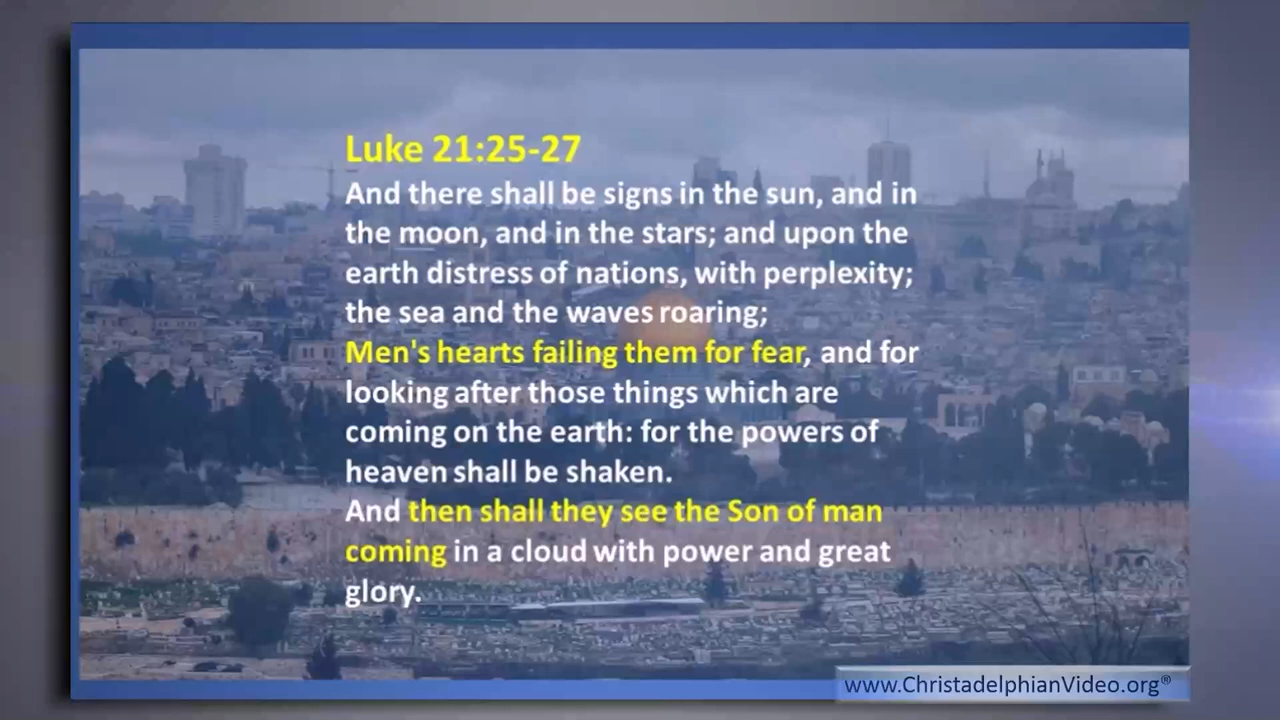 Luke 21:25-27
And there shall be signs in the sun, and in
the moon, and in the stars; and upon the
earth distress of nations, with perplexity;
the sea and the waves roaring;
Men's hearts failing them for fear, and for
looking after those things which are
coming on the earth: for the powers of
heaven shall be shaken.
And then shall they see the Son of man
coming in a cloud with power and great
glory.
www.ChristadelphianVideo.org®